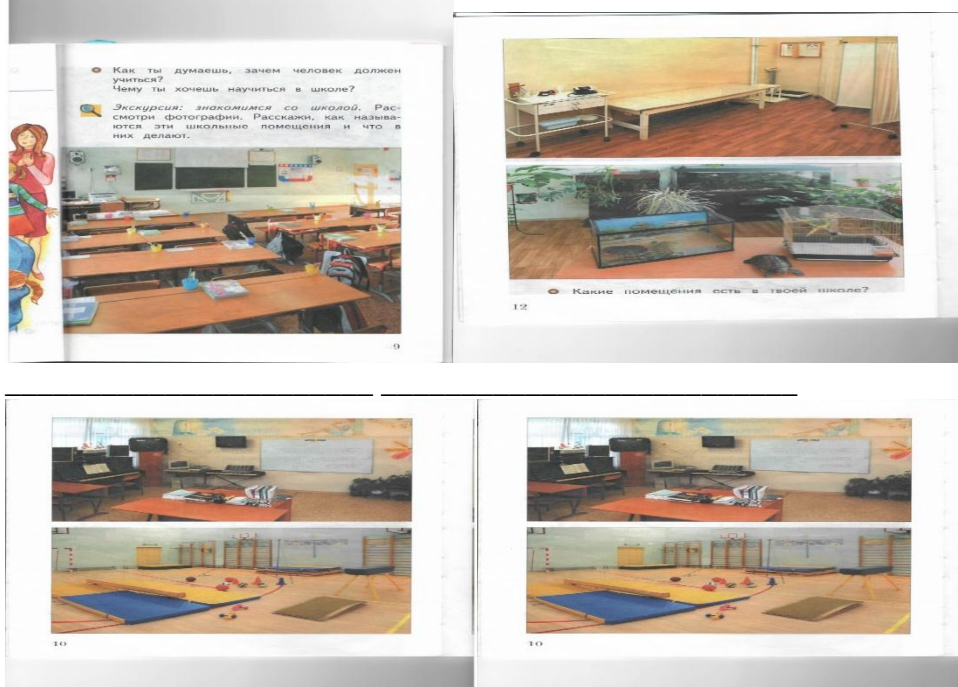 Как ты думаешь, зачем человек должен
учиться?
Чему ты хочешь научиться в школе?
Экскурсия: знакомимся со школой. Рас-
смотри фотографии. Расскажи, как называ-
ются эти школьные помещения и что в
них делают.
9
Какие помещения есть в твоей школе?
12
10
10